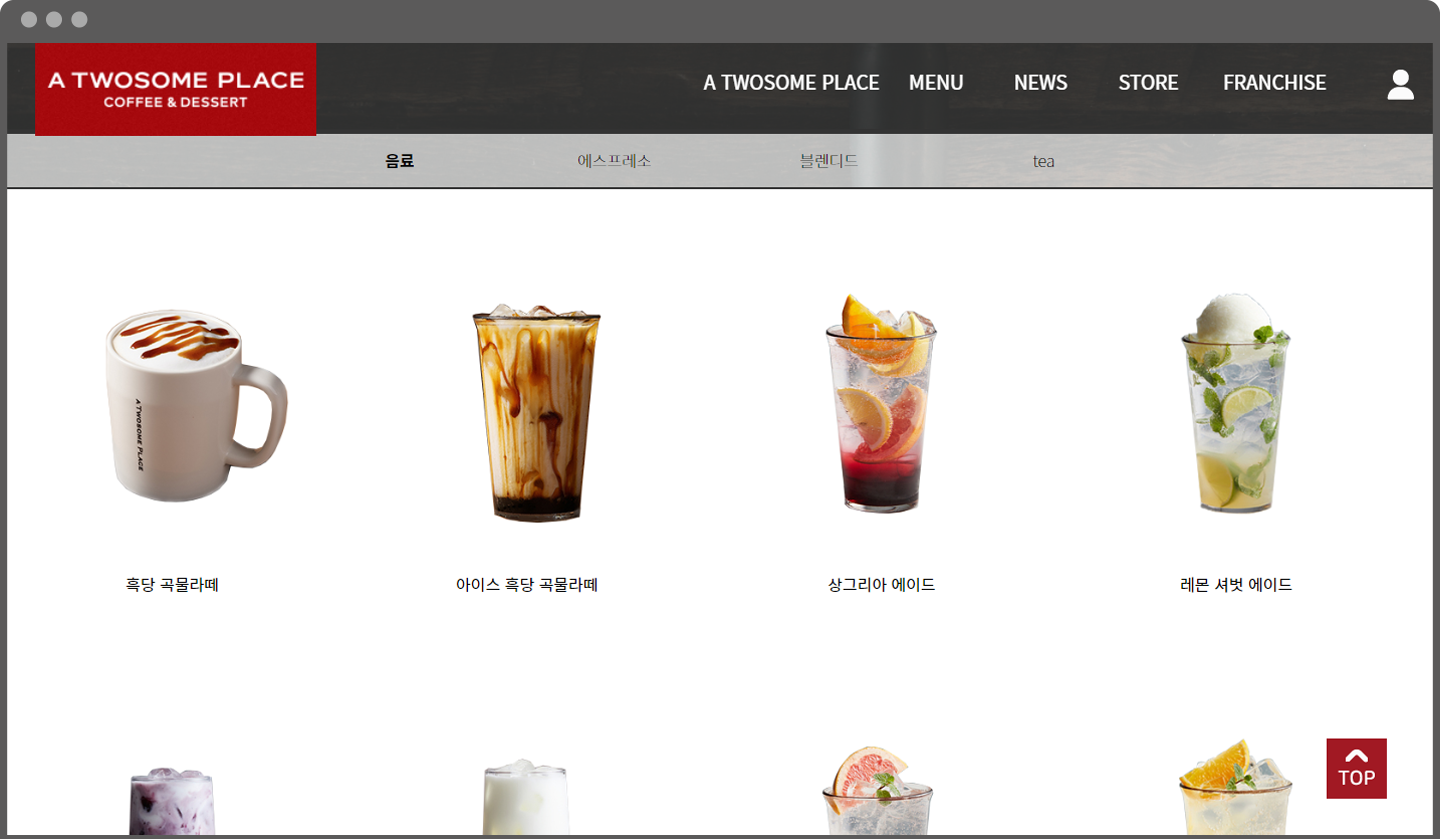 A TWOSOME PLACE
COFFEE & DESSERT
A TWOSOME PLACE MENU NEWS STORE FRANCHISE
음료 에스프레소 블렌디드 tea
A TWOSOME PLACE
흑당 곡물라떼 아이스 흑당 곡물라떼 상그리아 에이드 레몬 셔벗 에이드
TOP